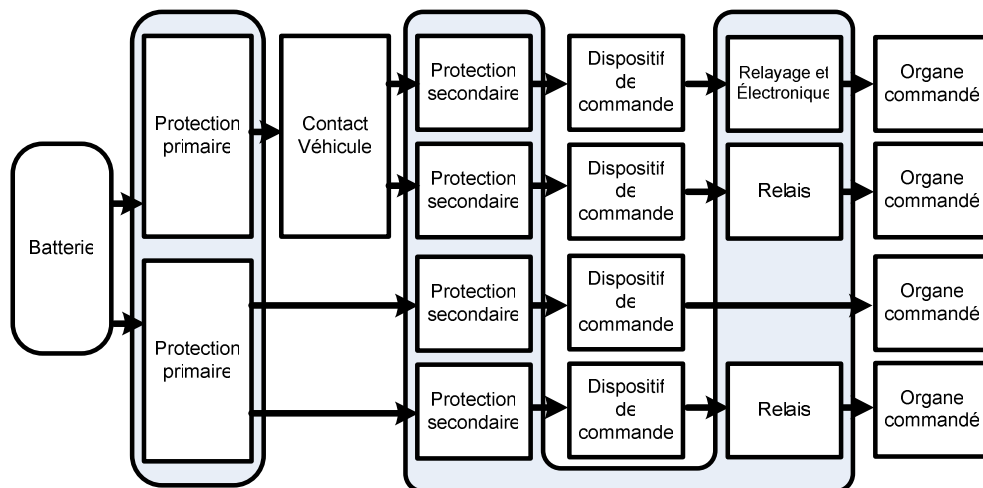 Batterie
Protection
primaire
Protection
primaire
Contact
Véhicule
Protection
secondaire
Dispositif
de
commande
Relayage et
Électronique
Organe
commandé
Protection
secondaire
Dispositif
de
commande
Relais
Organe
commandé
Protection
secondaire
Dispositif
de
commande
Organe
commandé
Protection
secondaire
Dispositif
de
commande
Relais
Organe
commandé